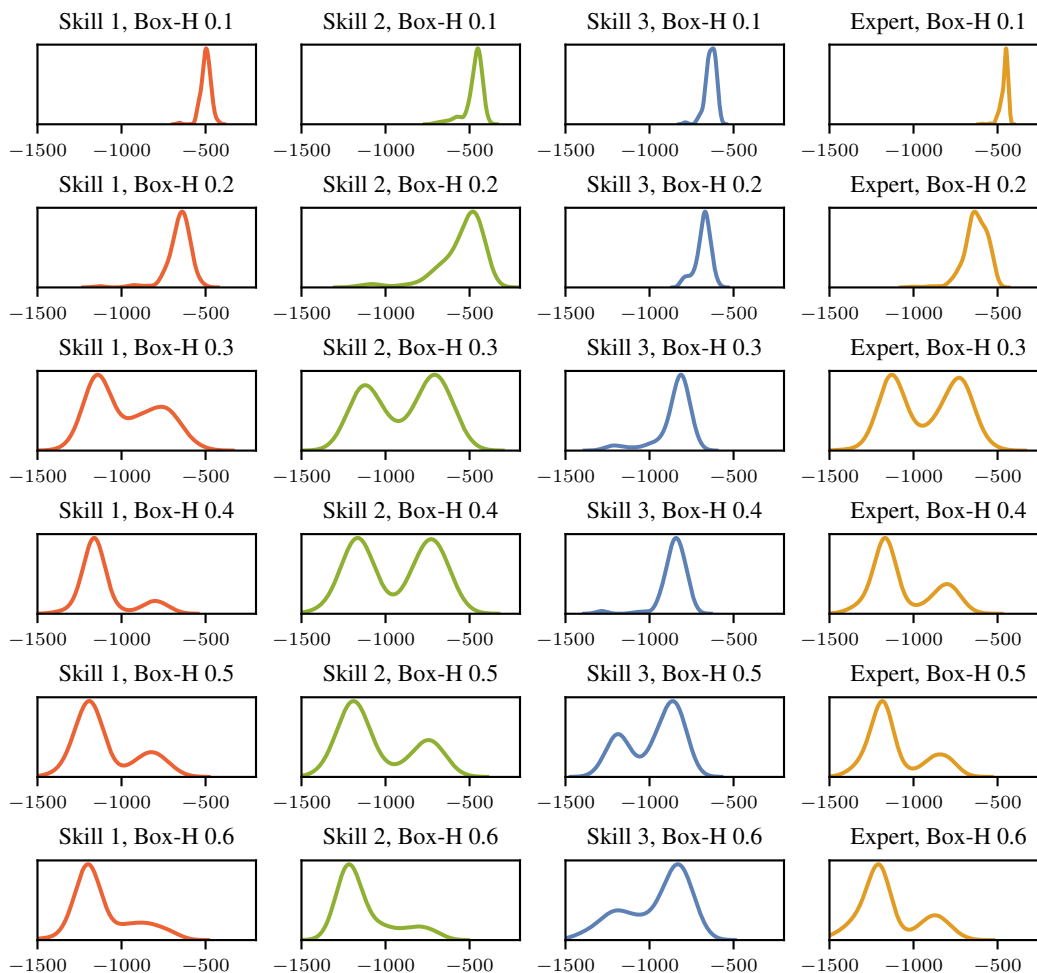 Skill 1, Box-H 0.1 Skill 2, Box-H 0.1 Skill 3, Box-H 0.1 Expert, Box-H 0.1
−1500 −1000 −500 −1500 −1000 −500 −1500 −1000 −500 −1500 −1000 −500
Skill 1, Box-H 0.2 Skill 2, Box-H 0.2 Skill 3, Box-H 0.2 Expert, Box-H 0.2
−1500 −1000 −500 −1500 −1000 −500 −1500 −1000 −500 −1500 −1000 −500
Skill 1, Box-H 0.3 Skill 2, Box-H 0.3 Skill 3, Box-H 0.3 Expert, Box-H 0.3
−1500 −1000 −500 −1500 −1000 −500 −1500 −1000 −500 −1500 −1000 −500
Skill 1, Box-H 0.4 Skill 2, Box-H 0.4 Skill 3, Box-H 0.4 Expert, Box-H 0.4
−1500 −1000 −500 −1500 −1000 −500 −1500 −1000 −500 −1500 −1000 −500
Skill 1, Box-H 0.5 Skill 2, Box-H 0.5 Skill 3, Box-H 0.5 Expert, Box-H 0.5
−1500 −1000 −500 −1500 −1000 −500 −1500 −1000 −500 −1500 −1000 −500
Skill 1, Box-H 0.6 Skill 2, Box-H 0.6 Skill 3, Box-H 0.6 Expert, Box-H 0.6
−1500 −1000 −500 −1500 −1000 −500 −1500 −1000 −500 −1500 −1000 −500